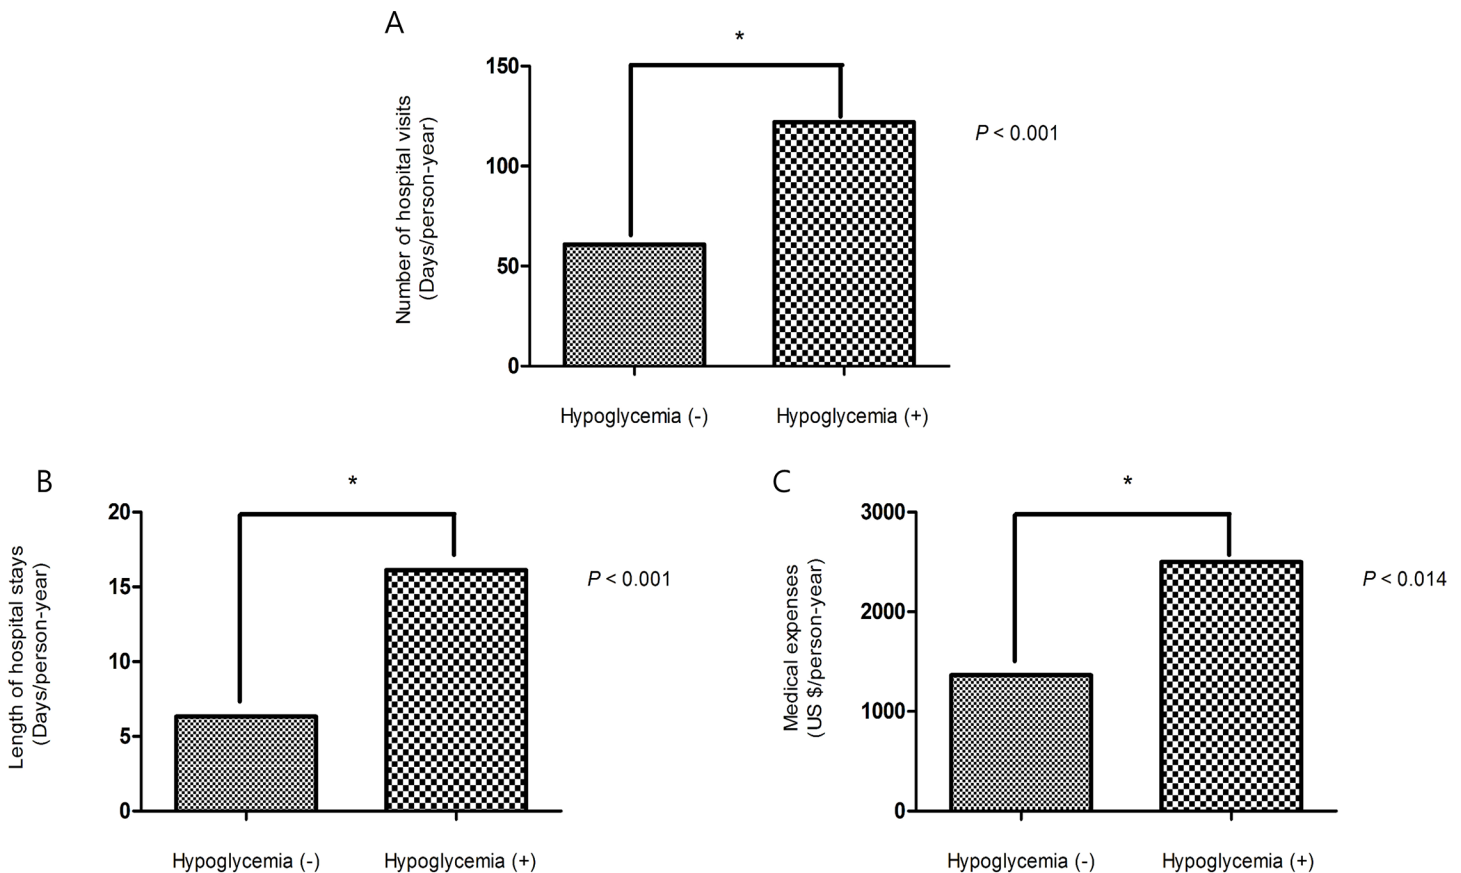 A
*
150
100
50
0
Number of hospital visits
(Days/person-year)
P < 0.001
Hypoglycemia (-)
Hypoglycemia (+)
B
*
20
15
10
5
0
Length of hospital stays
(Days/person-year)
P < 0.001
Hypoglycemia (-)
Hypoglycemia (+)
C
*
3000
2000
1000
0
Medical expenses
(US $/person-year)
P < 0.014
Hypoglycemia (-)
Hypoglycemia (+)